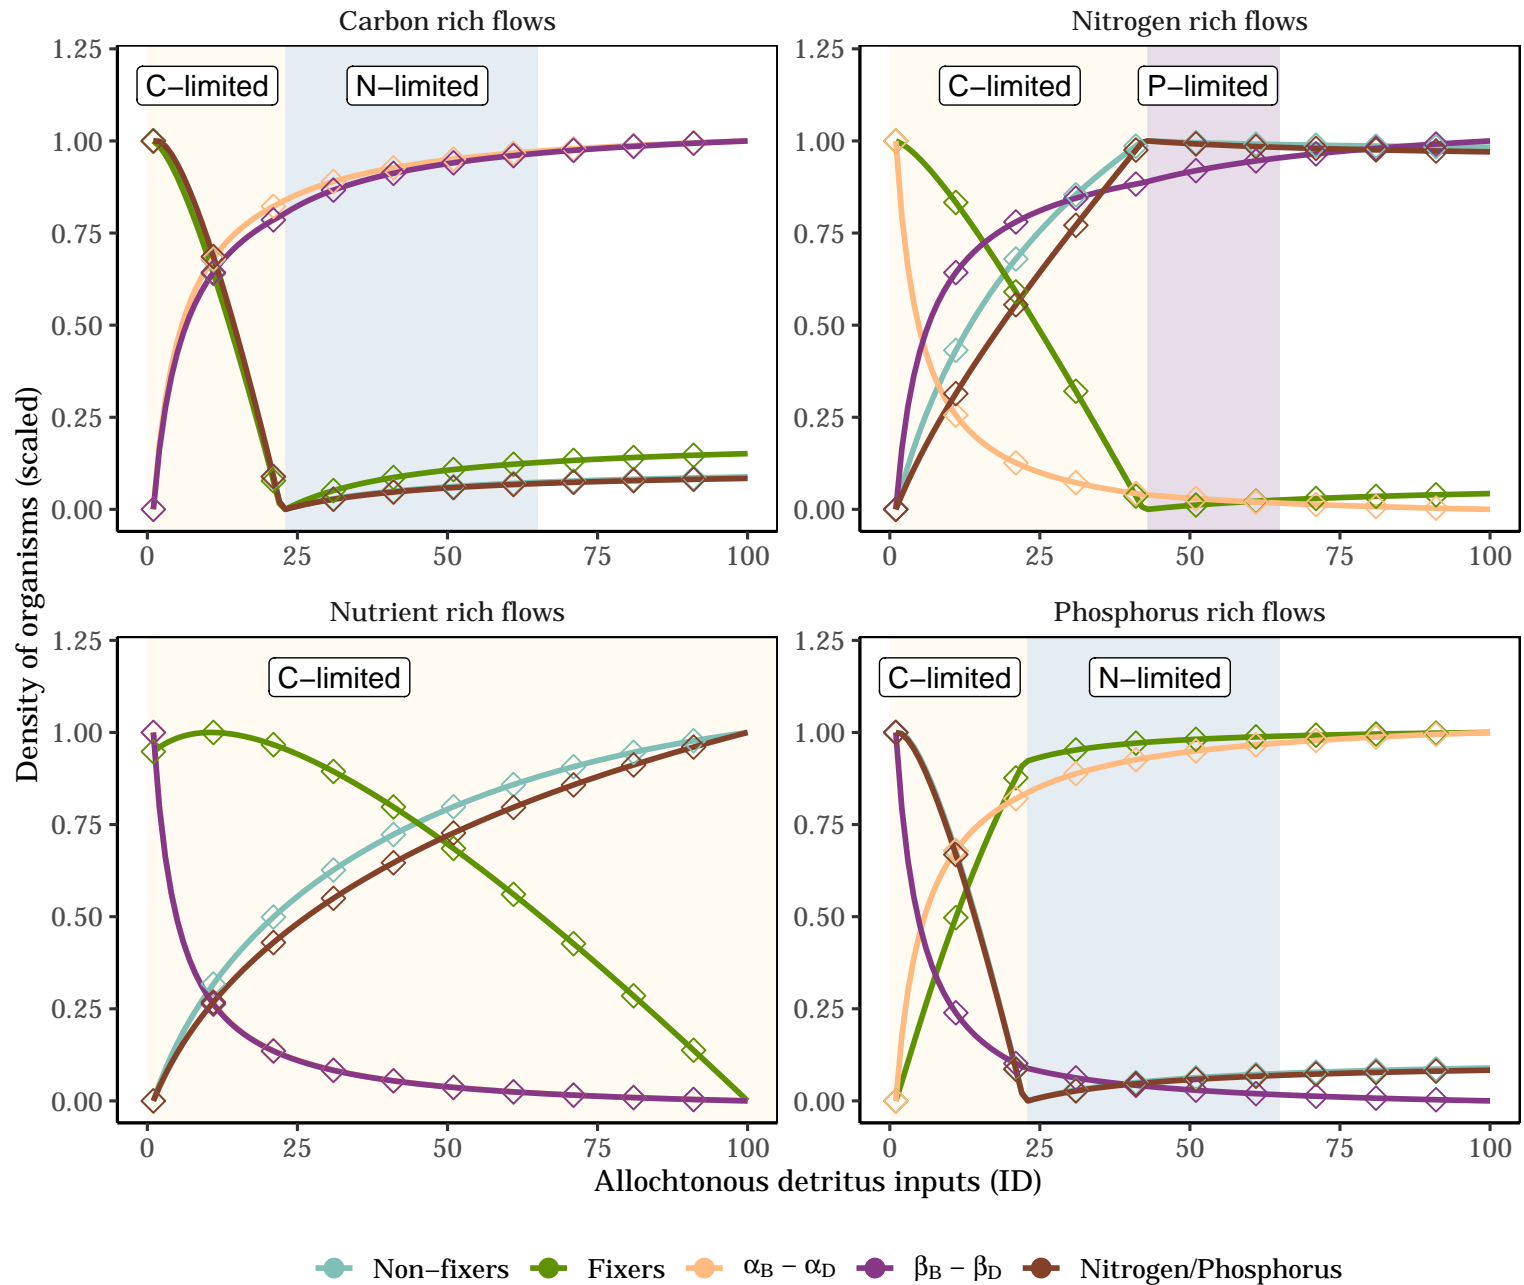 Carbon rich flows
Nitrogen rich flows
1.25
1.00
0.75
0.50
0.25
0.00
C−limited
N−limited
0 25 50 75 100
1.25
1.00
0.75
0.50
0.25
0.00
C−limited
P−limited
0 25 50 75 100
Density of organisms (scaled)
Nutrient rich flows
Phosphorus rich flows
1.25
1.00
0.75
0.50
0.25
0.00
C−limited
0 25 50 75 100
1.25
1.00
0.75
0.50
0.25
0.00
C−limited
N−limited
0 25 50 75 100
Allochtonous detritus inputs (ID)
Non−fixers Fixers α_B − α_D β_B − β_D Nitrogen/Phosphorus